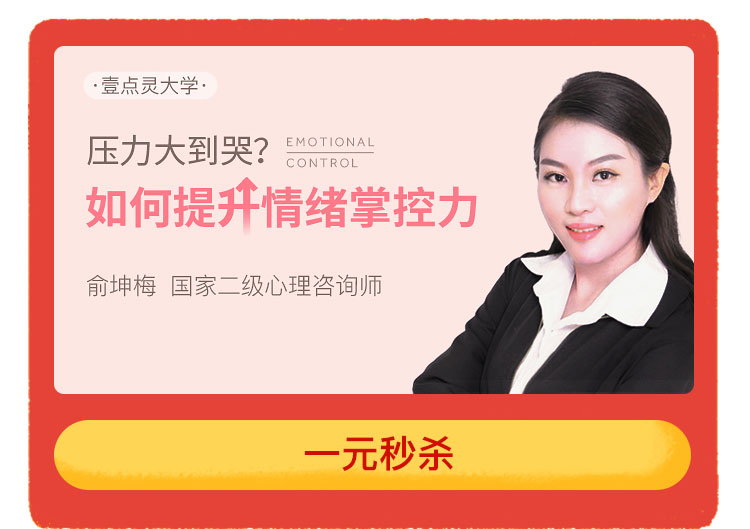 ·壹点灵大学·
压力大到哭？
EMOTIONAL
CONTROL
如何提升情绪掌控力
俞坤梅 国家二级心理咨询师
一元秒杀